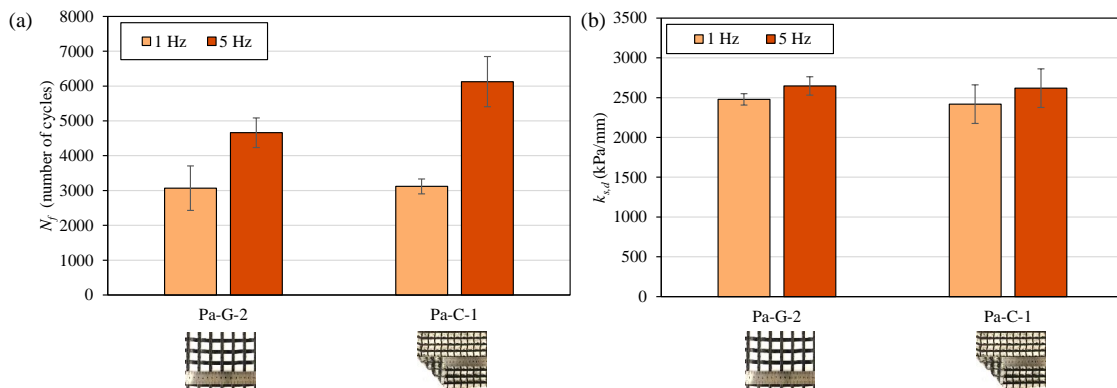 (a)
8000
7000
6000
5000
4000
3000
2000
1000
0
N_f (number of cycles)
1 Hz 5 Hz
Pa-G-2 Pa-C-1
(b)
3500
3000
2500
2000
1500
1000
500
0
k_s,d (kPa/mm)
1 Hz 5 Hz
Pa-G-2 Pa-C-1